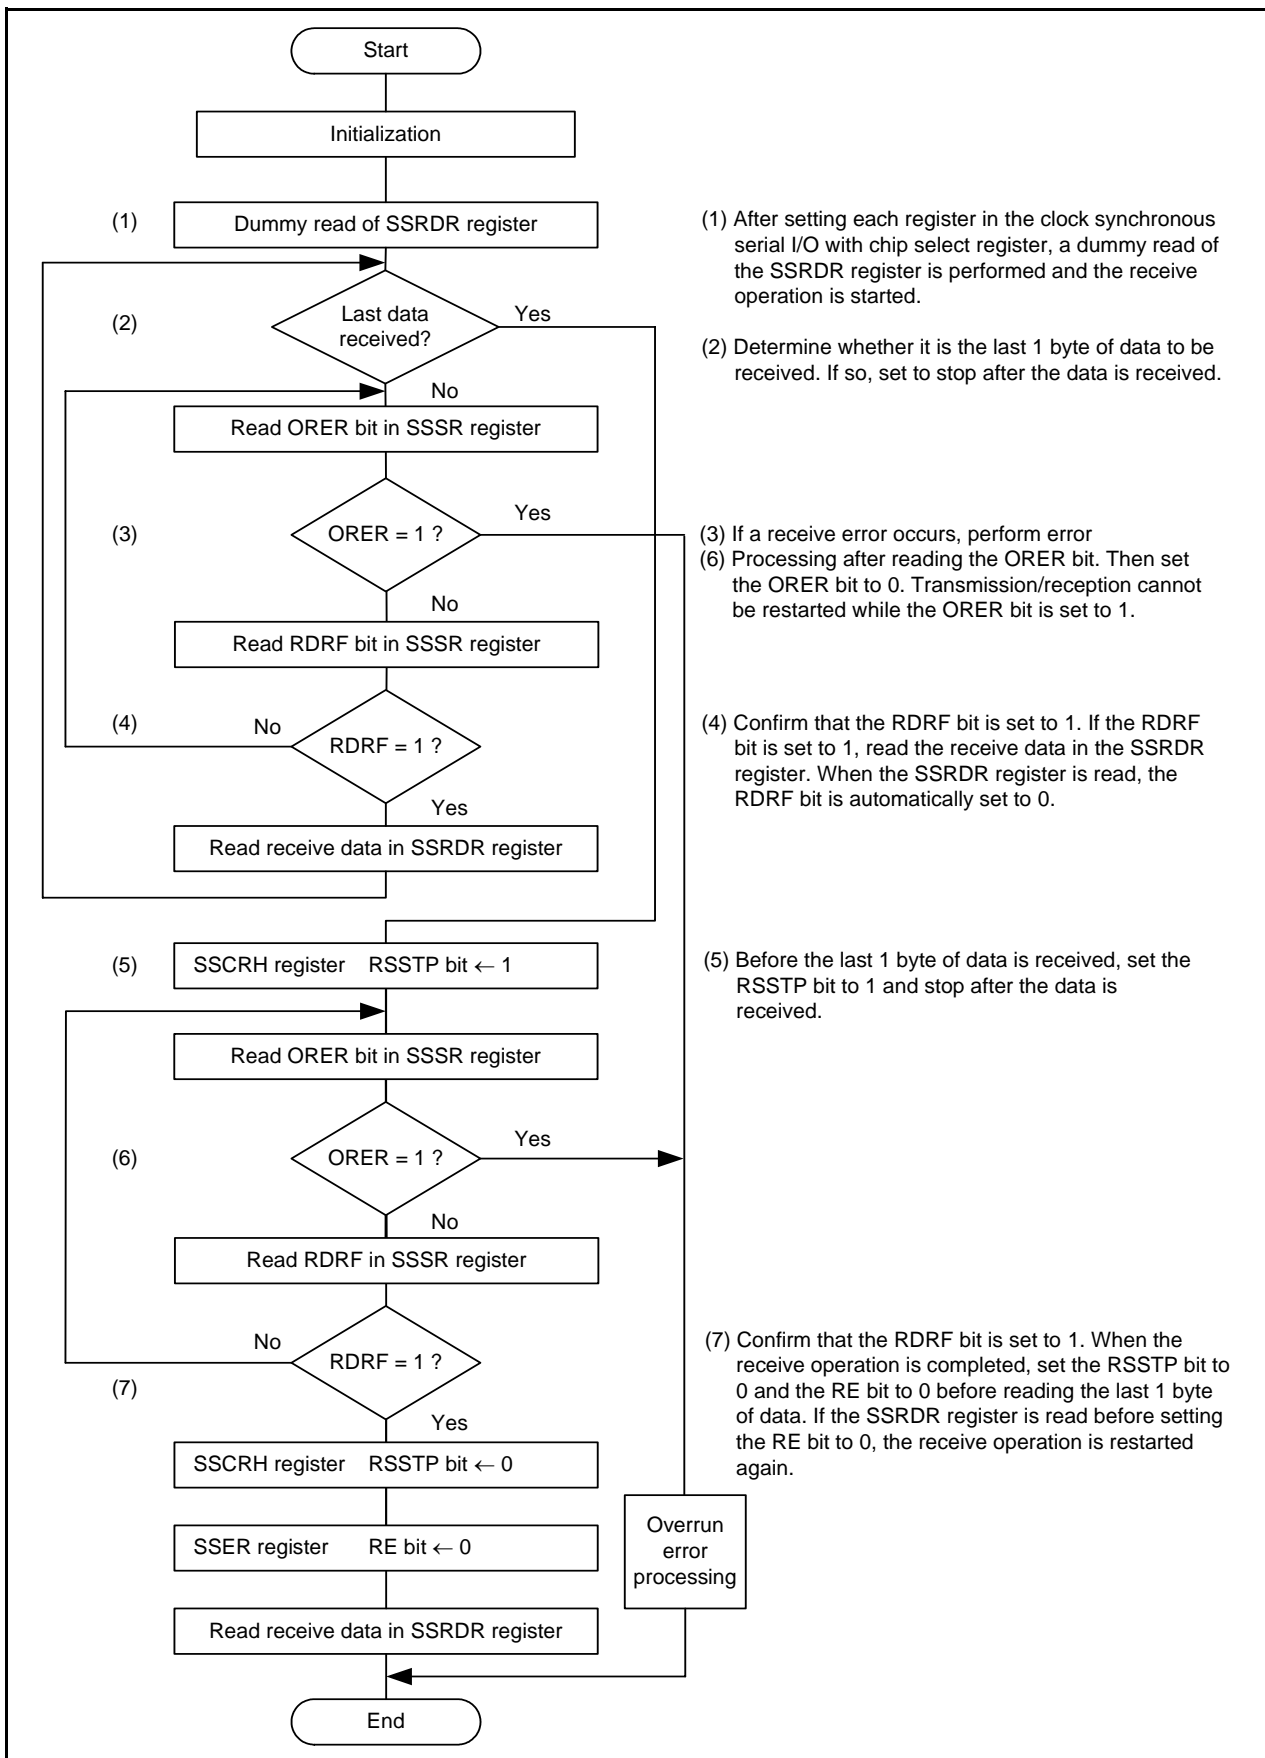 Start
Initialization
(1)
Dummy read of SSRDR register
(1) After setting each register in the clock synchronous
serial I/O with chip select register, a dummy read of
the SSRDR register is performed and the receive
operation is started.
(2)
Last data
received?
Yes
No
(2) Determine whether it is the last 1 byte of data to be
received. If so, set to stop after the data is received.
Read ORER bit in SSSR register
(3)
ORER = 1 ?
Yes
No
(3) If a receive error occurs, perform error
(6) Processing after reading the ORER bit. Then set
the ORER bit to 0. Transmission/reception cannot
be restarted while the ORER bit is set to 1.
Read RDRF bit in SSSR register
(4)
No
RDRF = 1 ?
Yes
(4) Confirm that the RDRF bit is set to 1. If the RDRF
bit is set to 1, read the receive data in the SSRDR
register. When the SSRDR register is read, the
RDRF bit is automatically set to 0.
Read receive data in SSRDR register
(5)
SSCRH register RSSTP bit ← 1
(5) Before the last 1 byte of data is received, set the
RSSTP bit to 1 and stop after the data is
received.
Read ORER bit in SSSR register
(6)
ORER = 1 ?
Yes
No
Read RDRF in SSSR register
No
RDRF = 1 ?
(7)
Yes
(7) Confirm that the RDRF bit is set to 1. When the
receive operation is completed, set the RSSTP bit to
0 and the RE bit to 0 before reading the last 1 byte
of data. If the SSRDR register is read before setting
the RE bit to 0, the receive operation is restarted
again.
SSCRH register RSSTP bit ← 0
SSER register RE bit ← 0
Overrun
error
processing
Read receive data in SSRDR register
End